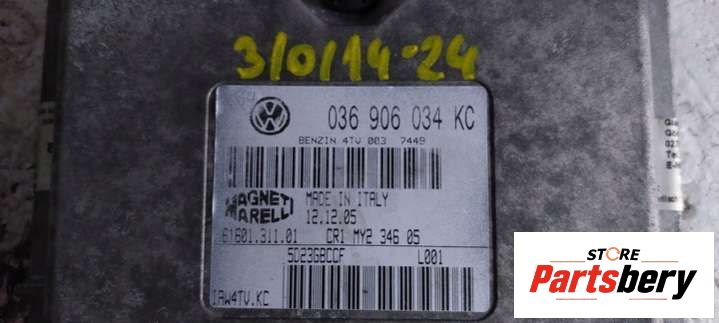 3/0/14-24
036 906 034 KC
BENZIN 4TV 003 7449
MAGNETI
MARELLI
MADE IN ITALY
12.12.05
61601.311.01 CR1 MY2 346 05
5D23GBCCF L001
IAW4TV.KC
STORE
Partsbery